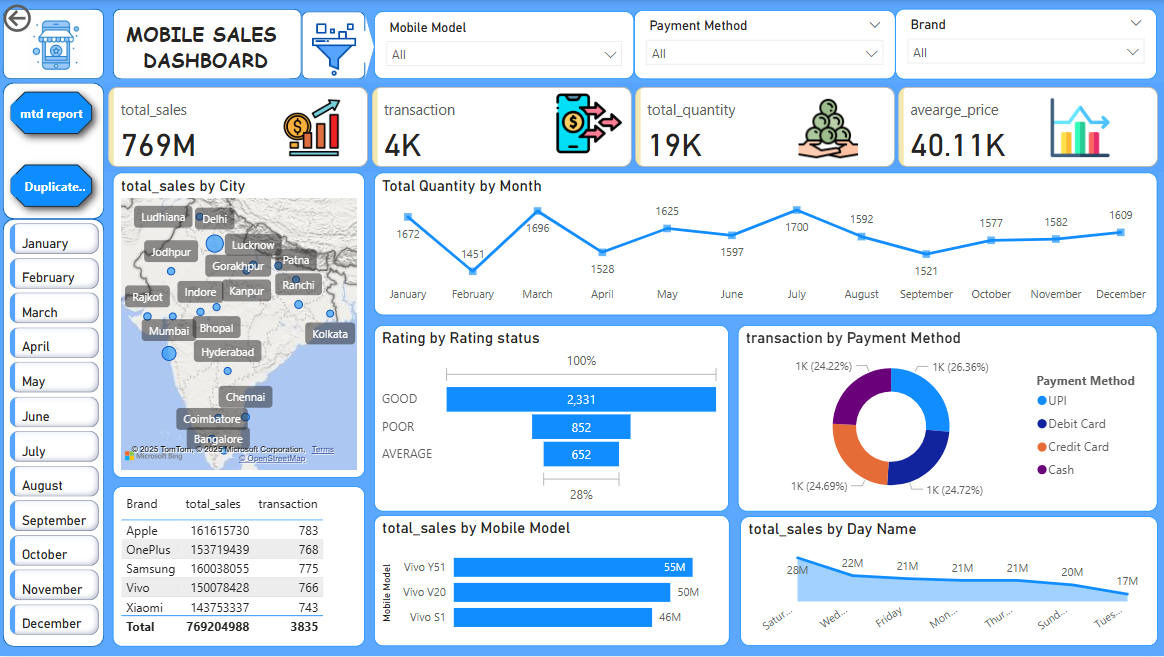 MOBILE SALES
DASHBOARD
Mobile Model
All
Payment Method
All
Brand
All
mtd report
Duplicate..
January
February
March
April
May
June
July
August
September
October
November
December
total_sales
769M
transaction
4K
total_quantity
19K
avearge_price
40.11K
total_sales by City
Ludhiana
Delhi
Jodhpur
Lucknow
Gorakhpur
Patna
Rajkot
Indore
Kanpur
Ranchi
Mumbai
Bhopal
Kolkata
Hyderabad
Chennai
Coimbatore
Bangalore
© 2025 TomTom, © 2025 Microsoft Corporation, Terms
Microsoft Bing
© OpenStreetMap
Total Quantity by Month
1672
1451
1696
1528
1625
1597
1700
1592
1521
1577
1582
1609
January February March April May June July August September October November December
Rating by Rating status
100%
GOOD 2,331
POOR 852
AVERAGE 652
28%
transaction by Payment Method
1K (24.22%)
1K (26.36%)
1K (24.69%)
1K (24.72%)
Payment Method
UPI
Debit Card
Credit Card
Cash
Brand total_sales transaction
Apple 161615730 783
OnePlus 153719439 768
Samsung 160038055 775
Vivo 150078428 766
Xiaomi 143753337 743
Total 769204988 3835
total_sales by Mobile Model
Mobile Model
Vivo Y51 55M
Vivo V20 50M
Vivo S1 46M
total_sales by Day Name
28M
22M
21M
21M
21M
20M
17M
Satur... Wed... Friday Mon... Thur... Sund... Tues...